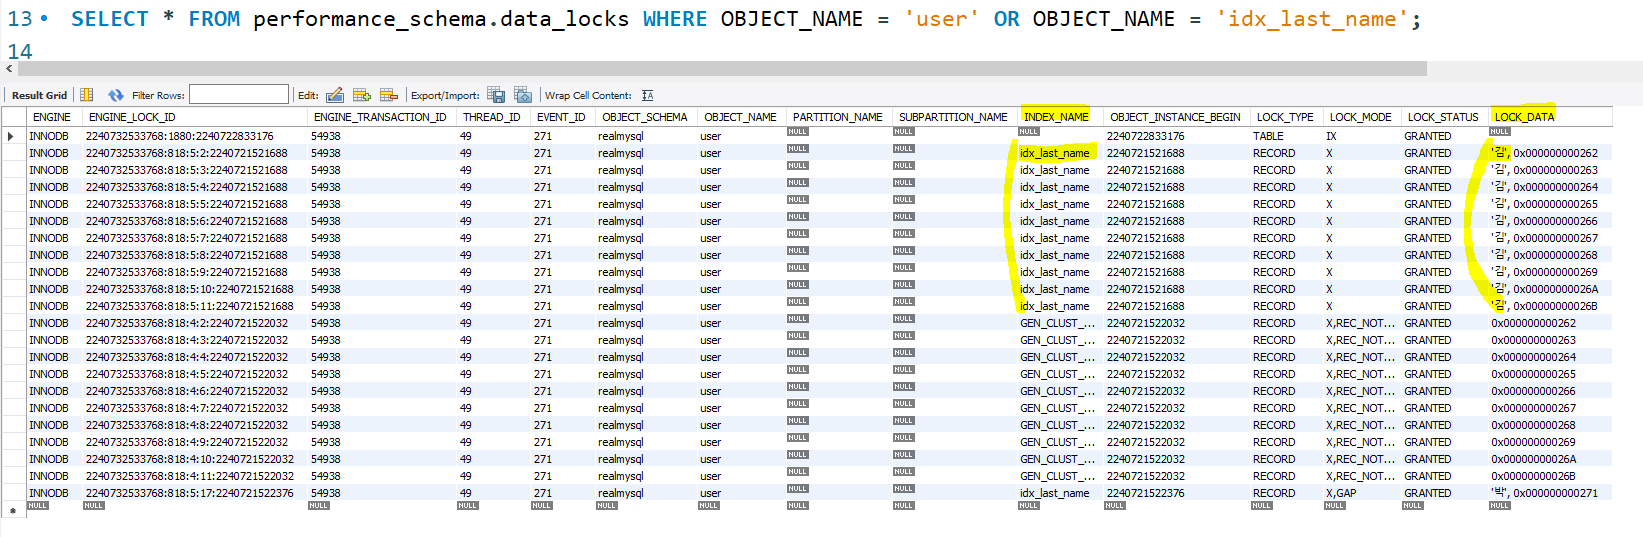 13 SELECT * FROM performance_schema.data_locks WHERE OBJECT_NAME = 'user' OR OBJECT_NAME = 'idx_last_name';
14
Result Grid Filter Rows: Edit: Export/Import: Wrap Cell Content:
ENGINE ENGINE_LOCK_ID ENGINE_TRANSACTION_ID THREAD_ID EVENT_ID OBJECT_SCHEMA OBJECT_NAME PARTITION_NAME SUBPARTITION_NAME INDEX_NAME OBJECT_INSTANCE_BEGIN LOCK_TYPE LOCK_MODE LOCK_STATUS LOCK_DATA
INNODB 2240732533768:1880:2240722833176 54938 49 271 realmysql user NULL NULL NULL 2240722833176 TABLE IX GRANTED NULL
INNODB 2240732533768:818:5:2:2240721521688 54938 49 271 realmysql user NULL NULL idx_last_name 2240721521688 RECORD X GRANTED '김', 0x000000000262
INNODB 2240732533768:818:5:3:2240721521688 54938 49 271 realmysql user NULL NULL idx_last_name 2240721521688 RECORD X GRANTED '김', 0x000000000263
INNODB 2240732533768:818:5:4:2240721521688 54938 49 271 realmysql user NULL NULL idx_last_name 2240721521688 RECORD X GRANTED '김', 0x000000000264
INNODB 2240732533768:818:5:5:2240721521688 54938 49 271 realmysql user NULL NULL idx_last_name 2240721521688 RECORD X GRANTED '김', 0x000000000265
INNODB 2240732533768:818:5:6:2240721521688 54938 49 271 realmysql user NULL NULL idx_last_name 2240721521688 RECORD X GRANTED '김', 0x000000000266
INNODB 2240732533768:818:5:7:2240721521688 54938 49 271 realmysql user NULL NULL idx_last_name 2240721521688 RECORD X GRANTED '김', 0x000000000267
INNODB 2240732533768:818:5:8:2240721521688 54938 49 271 realmysql user NULL NULL idx_last_name 2240721521688 RECORD X GRANTED '김', 0x000000000268
INNODB 2240732533768:818:5:9:2240721521688 54938 49 271 realmysql user NULL NULL idx_last_name 2240721521688 RECORD X GRANTED '김', 0x000000000269
INNODB 2240732533768:818:5:10:2240721521688 54938 49 271 realmysql user NULL NULL idx_last_name 2240721521688 RECORD X GRANTED '김', 0x00000000026A
INNODB 2240732533768:818:5:11:2240721521688 54938 49 271 realmysql user NULL NULL idx_last_name 2240721521688 RECORD X GRANTED '김', 0x00000000026B
INNODB 2240732533768:818:4:2:2240721522032 54938 49 271 realmysql user NULL NULL GEN_CLUST_... 2240721522032 RECORD X,REC_NOT... GRANTED 0x000000000262
INNODB 2240732533768:818:4:3:2240721522032 54938 49 271 realmysql user NULL NULL GEN_CLUST_... 2240721522032 RECORD X,REC_NOT... GRANTED 0x000000000263
INNODB 2240732533768:818:4:4:2240721522032 54938 49 271 realmysql user NULL NULL GEN_CLUST_... 2240721522032 RECORD X,REC_NOT... GRANTED 0x000000000264
INNODB 2240732533768:818:4:5:2240721522032 54938 49 271 realmysql user NULL NULL GEN_CLUST_... 2240721522032 RECORD X,REC_NOT... GRANTED 0x000000000265
INNODB 2240732533768:818:4:6:2240721522032 54938 49 271 realmysql user NULL NULL GEN_CLUST_... 2240721522032 RECORD X,REC_NOT... GRANTED 0x000000000266
INNODB 2240732533768:818:4:7:2240721522032 54938 49 271 realmysql user NULL NULL GEN_CLUST_... 2240721522032 RECORD X,REC_NOT... GRANTED 0x000000000267
INNODB 2240732533768:818:4:8:2240721522032 54938 49 271 realmysql user NULL NULL GEN_CLUST_... 2240721522032 RECORD X,REC_NOT... GRANTED 0x000000000268
INNODB 2240732533768:818:4:9:2240721522032 54938 49 271 realmysql user NULL NULL GEN_CLUST_... 2240721522032 RECORD X,REC_NOT... GRANTED 0x000000000269
INNODB 2240732533768:818:4:10:2240721522032 54938 49 271 realmysql user NULL NULL GEN_CLUST_... 2240721522032 RECORD X,REC_NOT... GRANTED 0x00000000026A
INNODB 2240732533768:818:4:11:2240721522032 54938 49 271 realmysql user NULL NULL GEN_CLUST_... 2240721522032 RECORD X,REC_NOT... GRANTED 0x00000000026B
INNODB 2240732533768:818:5:17:2240721522376 54938 49 271 realmysql user NULL NULL idx_last_name 2240721522376 RECORD X,GAP GRANTED '박', 0x000000000271
* NULL NULL NULL NULL NULL NULL NULL NULL NULL NULL NULL NULL NULL NULL NULL